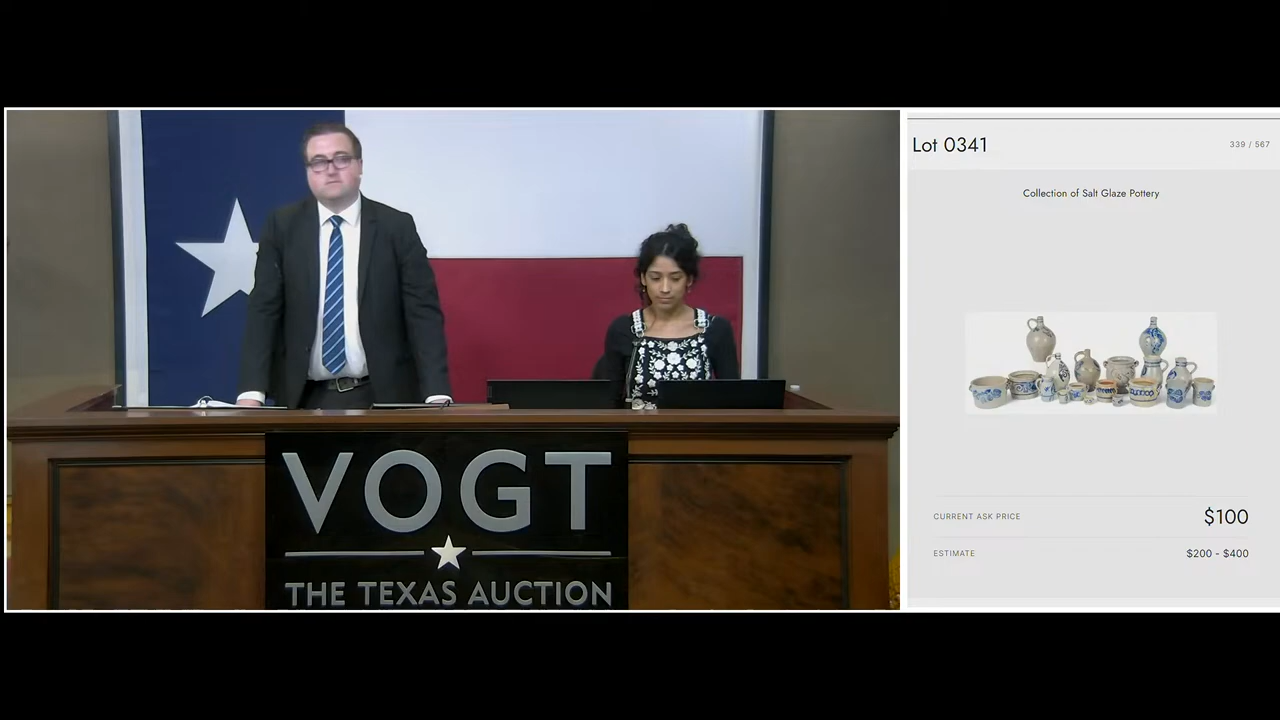 VOGT
THE TEXAS AUCTION
Lot 0341
339 / 567
Collection of Salt Glaze Pottery
CURRENT ASK PRICE
$100
ESTIMATE
$200 - $400